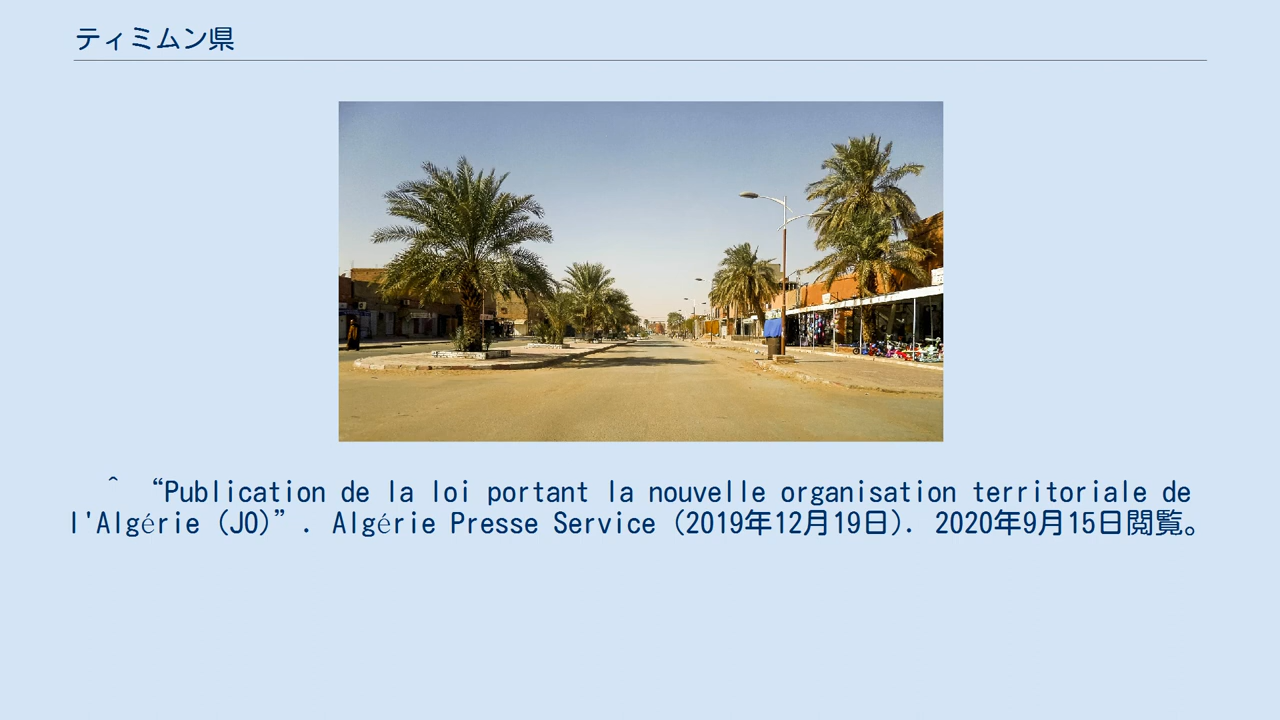 ティミムン県
^ “Publication de la loi portant la nouvelle organisation territoriale de
l'Algérie (JO)”. Algérie Presse Service (2019年12月19日). 2020年9月15日閲覧。